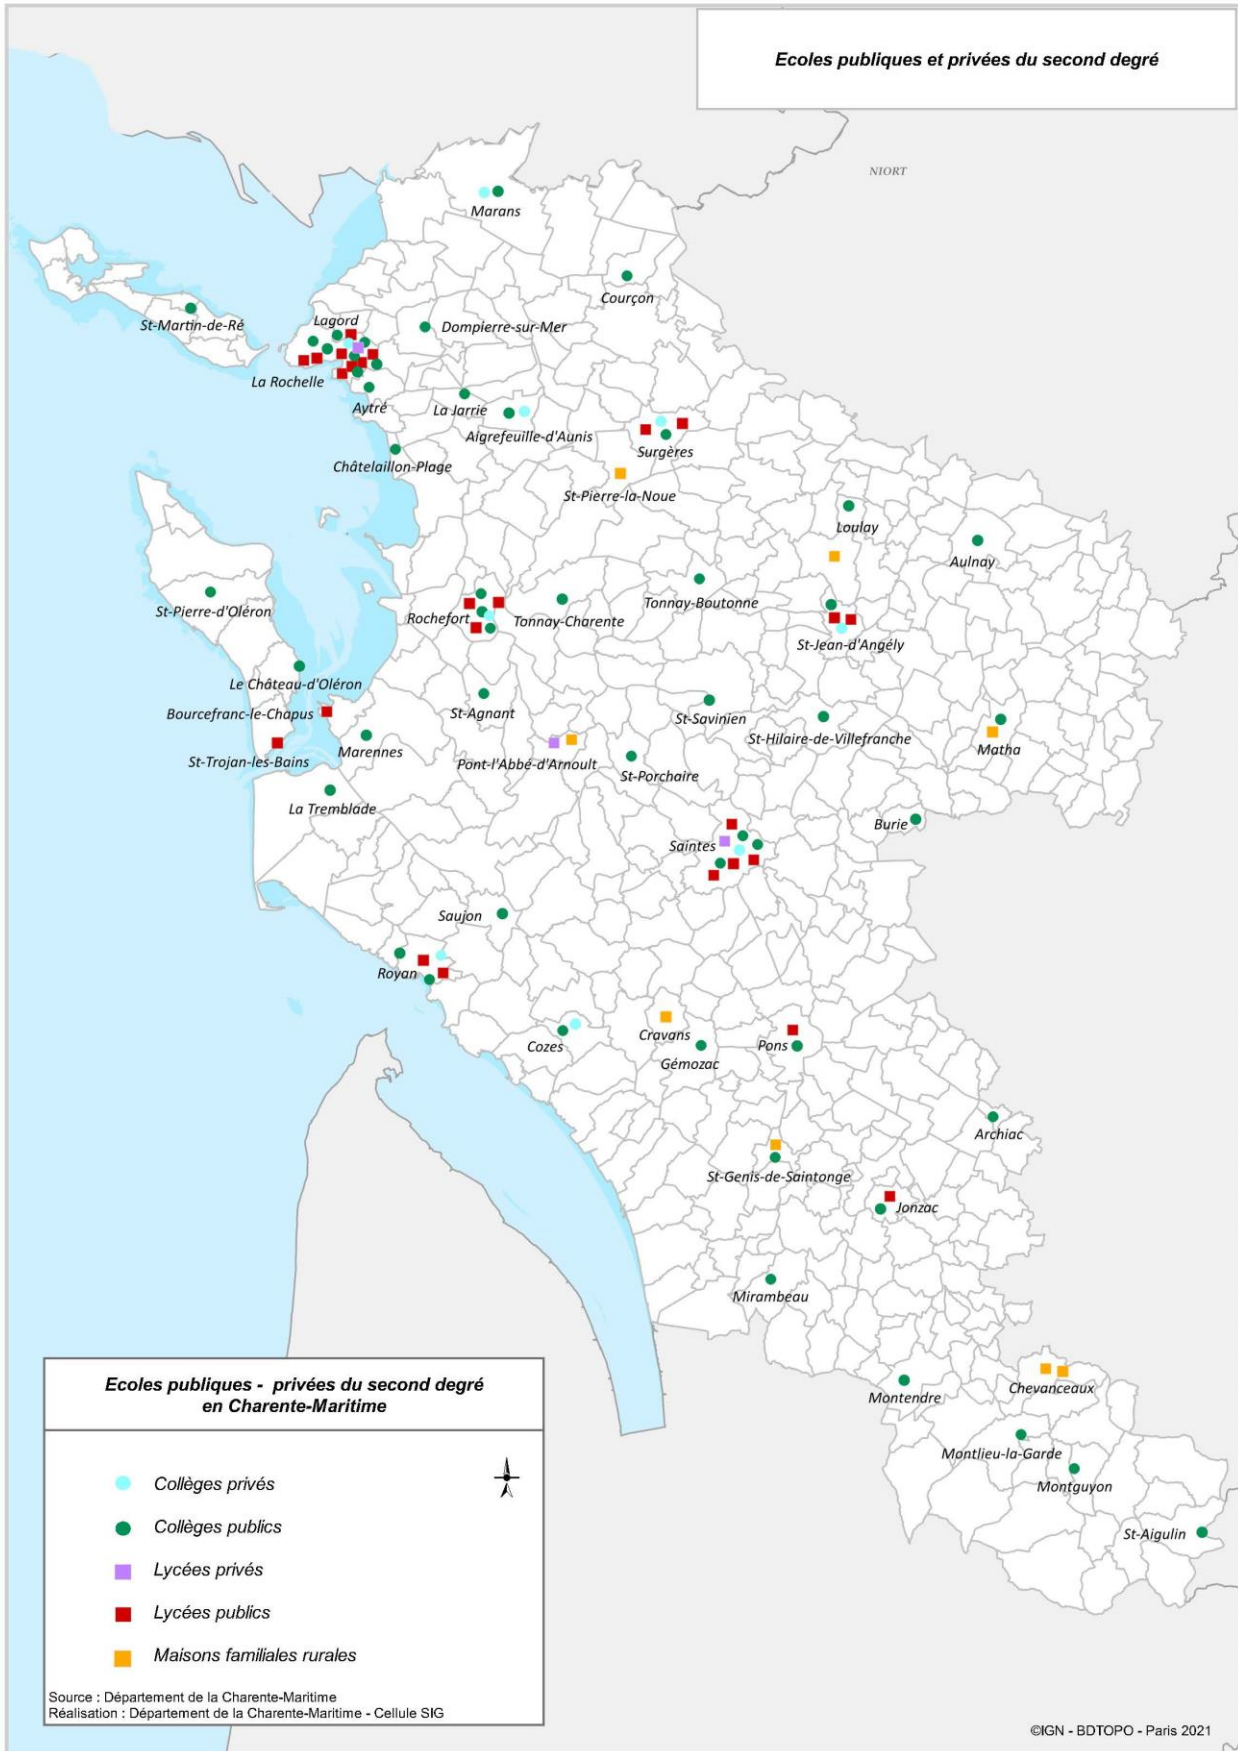 Ecoles publiques et privées du second degré
NIORT
Marans
Courçon
St-Martin-de-Ré
Lagord
Dompierre-sur-Mer
La Rochelle
Aytré
La Jarrie
Aigrefeuille-d'Aunis
Surgères
Châtelaillon-Plage
St-Pierre-la-Noue
Loulay
Aulnay
St-Pierre-d'Oléron
Rochefort
Tonnay-Charente
Tonnay-Boutonne
St-Jean-d'Angély
Le Château-d'Oléron
Bourcefranc-le-Chapus
St-Agnant
St-Savinien
St-Hilaire-de-Villefranche
Matha
St-Trojan-les-Bains
Marennes
Pont-l'Abbé-d'Arnoult
St-Porchaire
La Tremblade
Burie
Saintes
Saujon
Royan
Cozes
Cravans
Gémozac
Pons
Archiac
St-Genis-de-Saintonge
Jonzac
Mirambeau
Montendre
Chevanceaux
Montlieu-la-Garde
Montguyon
St-Aigulin
Ecoles publiques - privées du second degré
en Charente-Maritime
Collèges privés
Collèges publics
Lycées privés
Lycées publics
Maisons familiales rurales
Source : Département de la Charente-Maritime
Réalisation : Département de la Charente-Maritime - Cellule SIG
©IGN - BDTOPO - Paris 2021